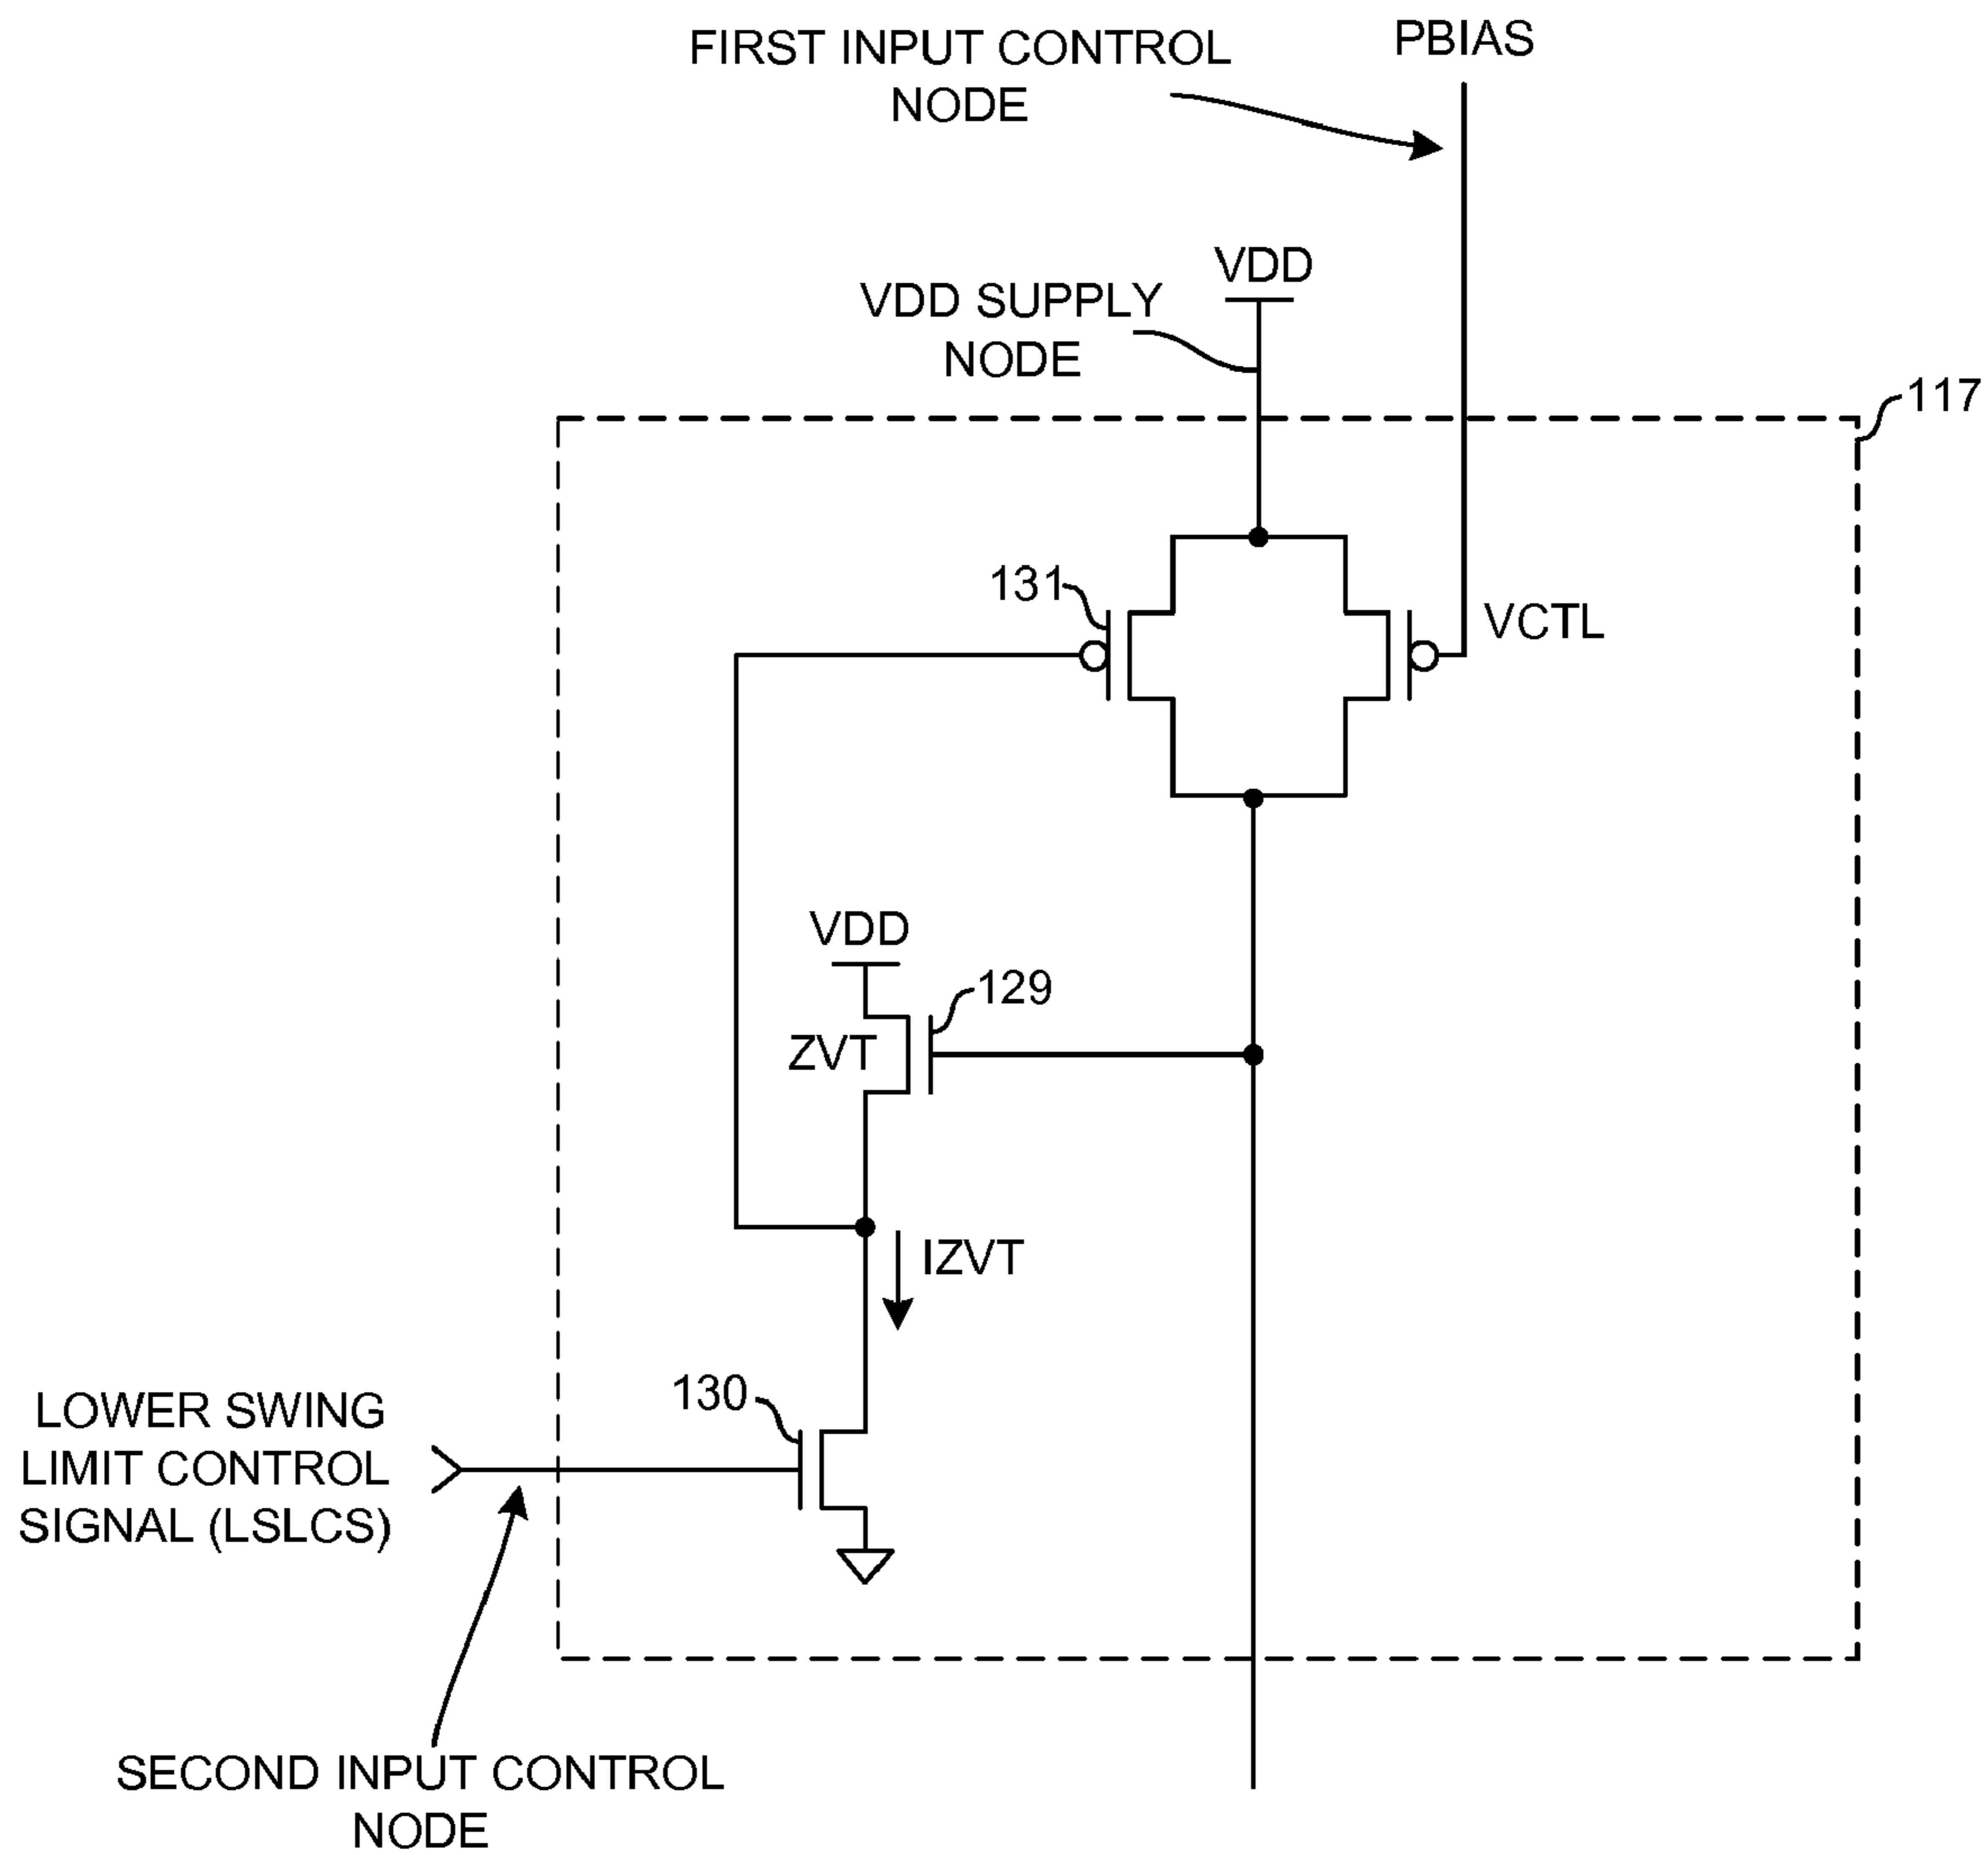 FIRST INPUT CONTROL
NODE
PBIAS
VDD
VDD SUPPLY
NODE
117
131
VCTL
VDD
129
ZVT
IZVT
130
LOWER SWING
LIMIT CONTROL
SIGNAL (LSLCS)
SECOND INPUT CONTROL
NODE